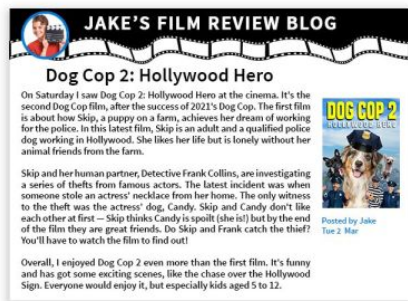 JAKE'S FILM REVIEW BLOG
Dog Cop 2: Hollywood Hero
On Saturday I saw Dog Cop 2: Hollywood Hero at the cinema. It's the
second Dog Cop film, after the success of 2021's Dog Cop. The first film
is about how Skip, a puppy on a farm, achieves her dream of working
for the police. In this latest film, Skip is an adult and a qualified police
dog working in Hollywood. She likes her life but is lonely without her
animal friends from the farm.
Skip and her human partner, Detective Frank Collins, are investigating
a series of thefts from famous actors. The latest incident was when
someone stole an actress' necklace from her home. The only witness
to the theft was the actress' dog, Candy. Skip and Candy don't like
each other at first — Skip thinks Candy is spoilt (she is!) but by the end
of the film they are great friends. Do Skip and Frank catch the thief?
You'll have to watch the film to find out!
Overall, I enjoyed Dog Cop 2 even more than the first film. It's funny
and has got some exciting scenes, like the chase over the Hollywood
Sign. Everyone would enjoy it, but especially kids aged 5 to 12.
DOG COP 2
HOLLYWOOD HERO
Posted by Jake
Tue 2 Mar